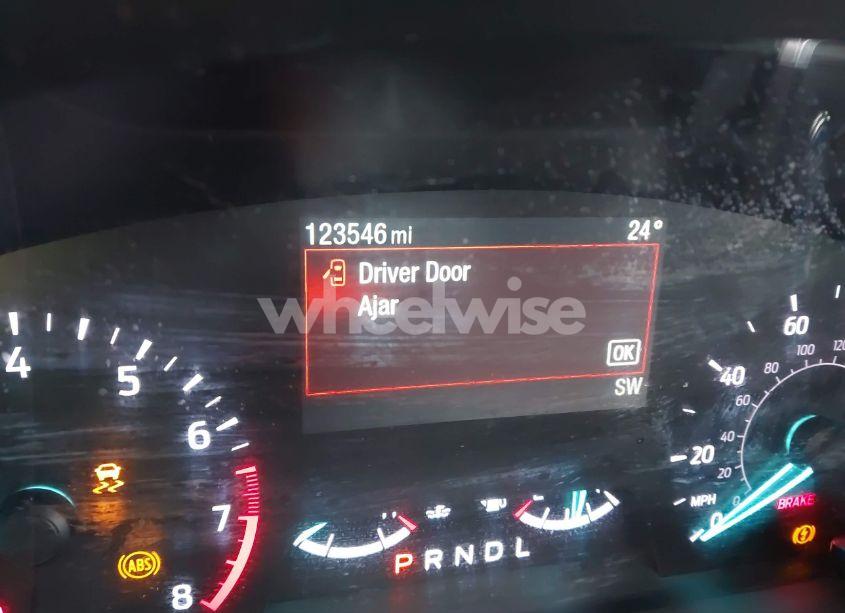 123546 mi 24°
Driver Door
Ajar
wheelwise
OK
SW
4 5 6 7 8
ABS
P R N D L
0 20 40 60
MPH
0 20 40 60 80 100 120
BRAKE